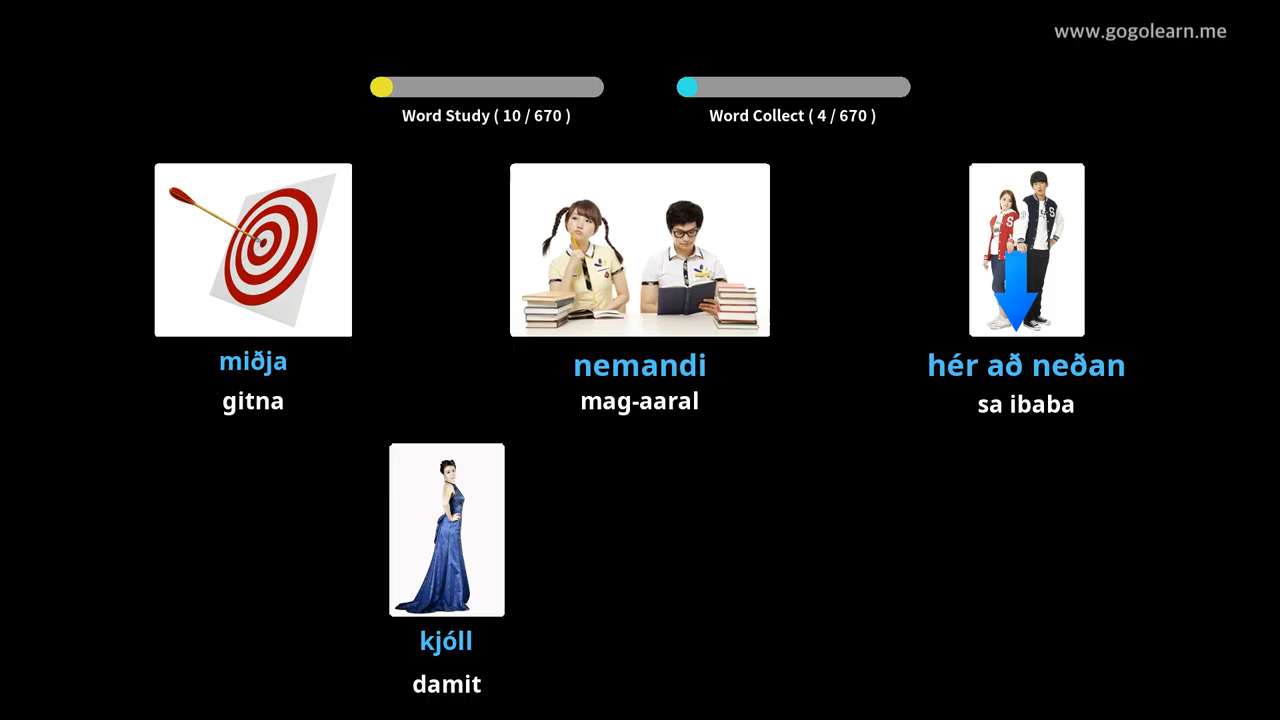 www.gogolearn.me
Word Study ( 10 / 670 )
Word Collect ( 4 / 670 )
miðja
gitna
nemandi
mag-aaral
hér að neðan
sa ibaba
kjóll
damit